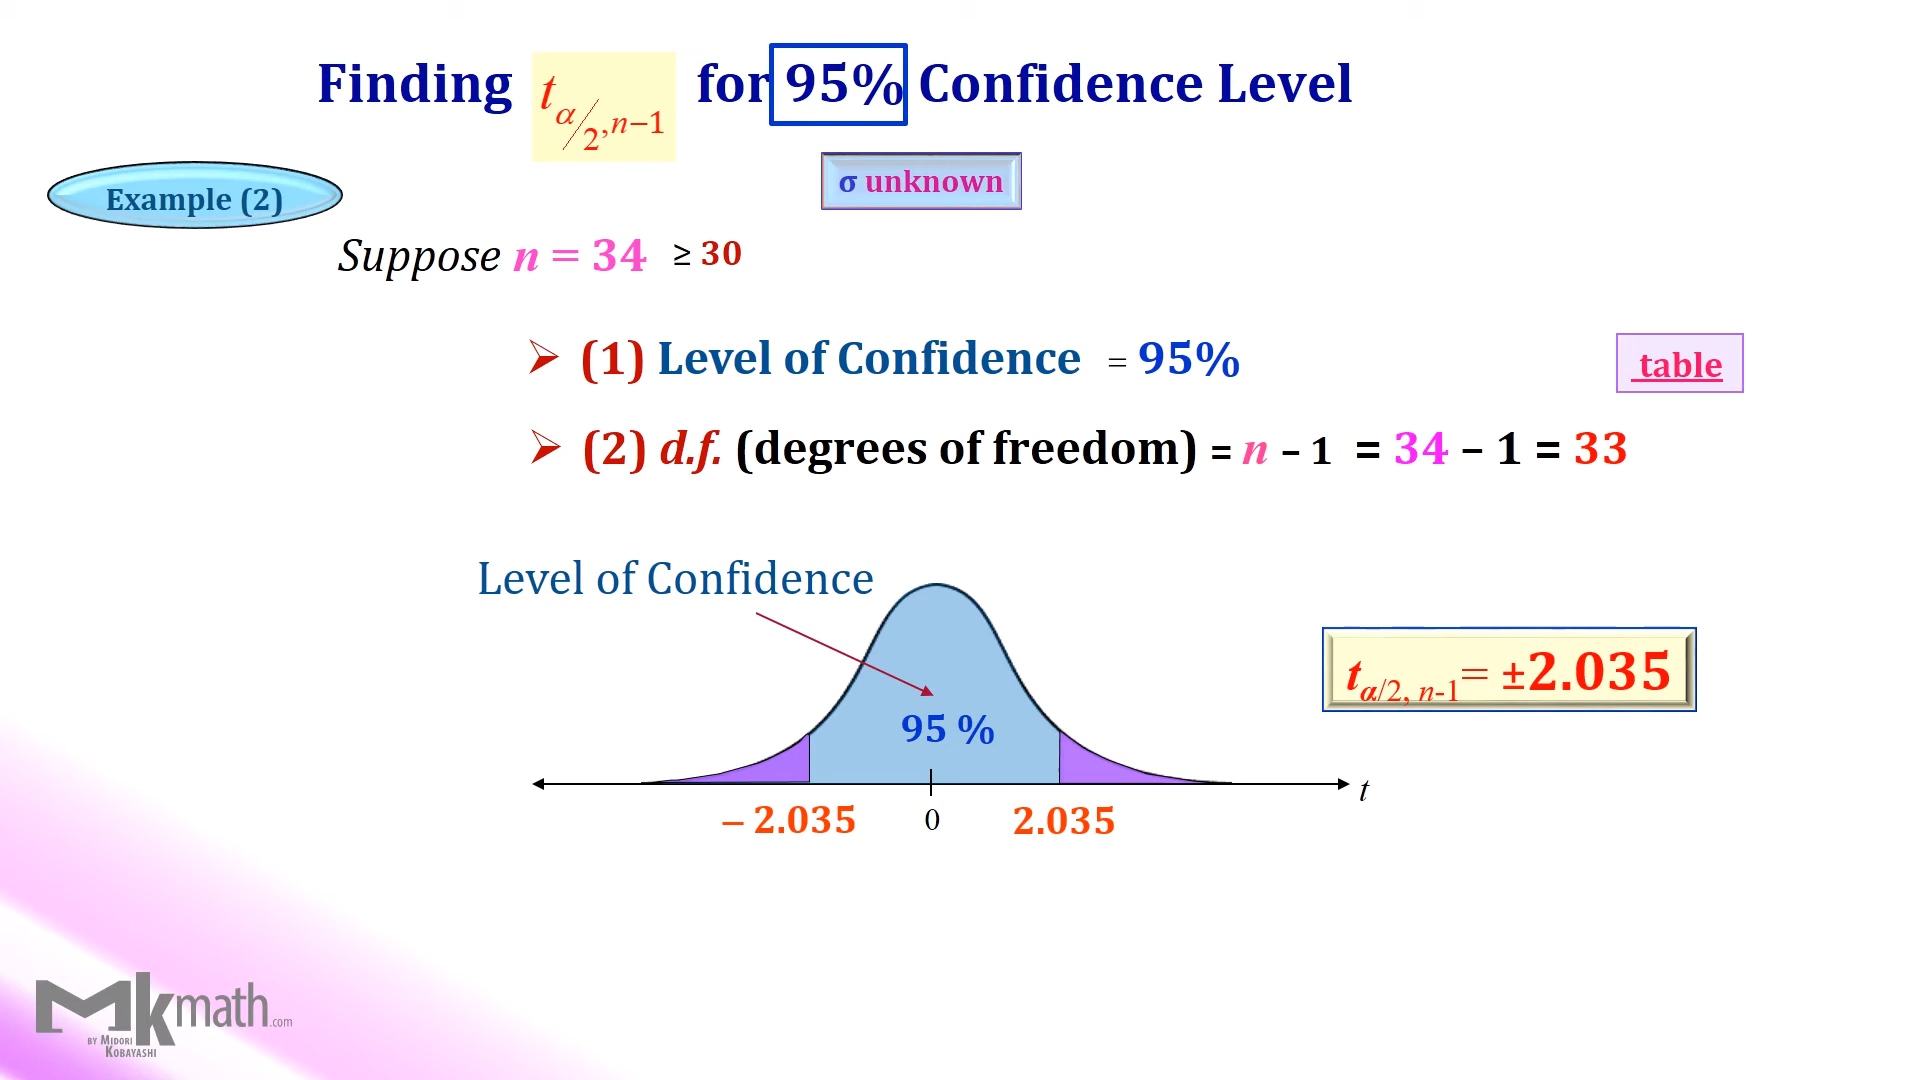 Finding t α/2, n−1 for 95% Confidence Level
σ unknown
Example (2)
Suppose n = 34 ≥ 30
➢ (1) Level of Confidence = 95%
table
➢ (2) d.f. (degrees of freedom) = n – 1 = 34 – 1 = 33
Level of Confidence
tα/2, n-1= ±2.035
95 %
t
– 2.035 0 2.035
Mkmath.com
BY MIDORI
KOBAYASHI